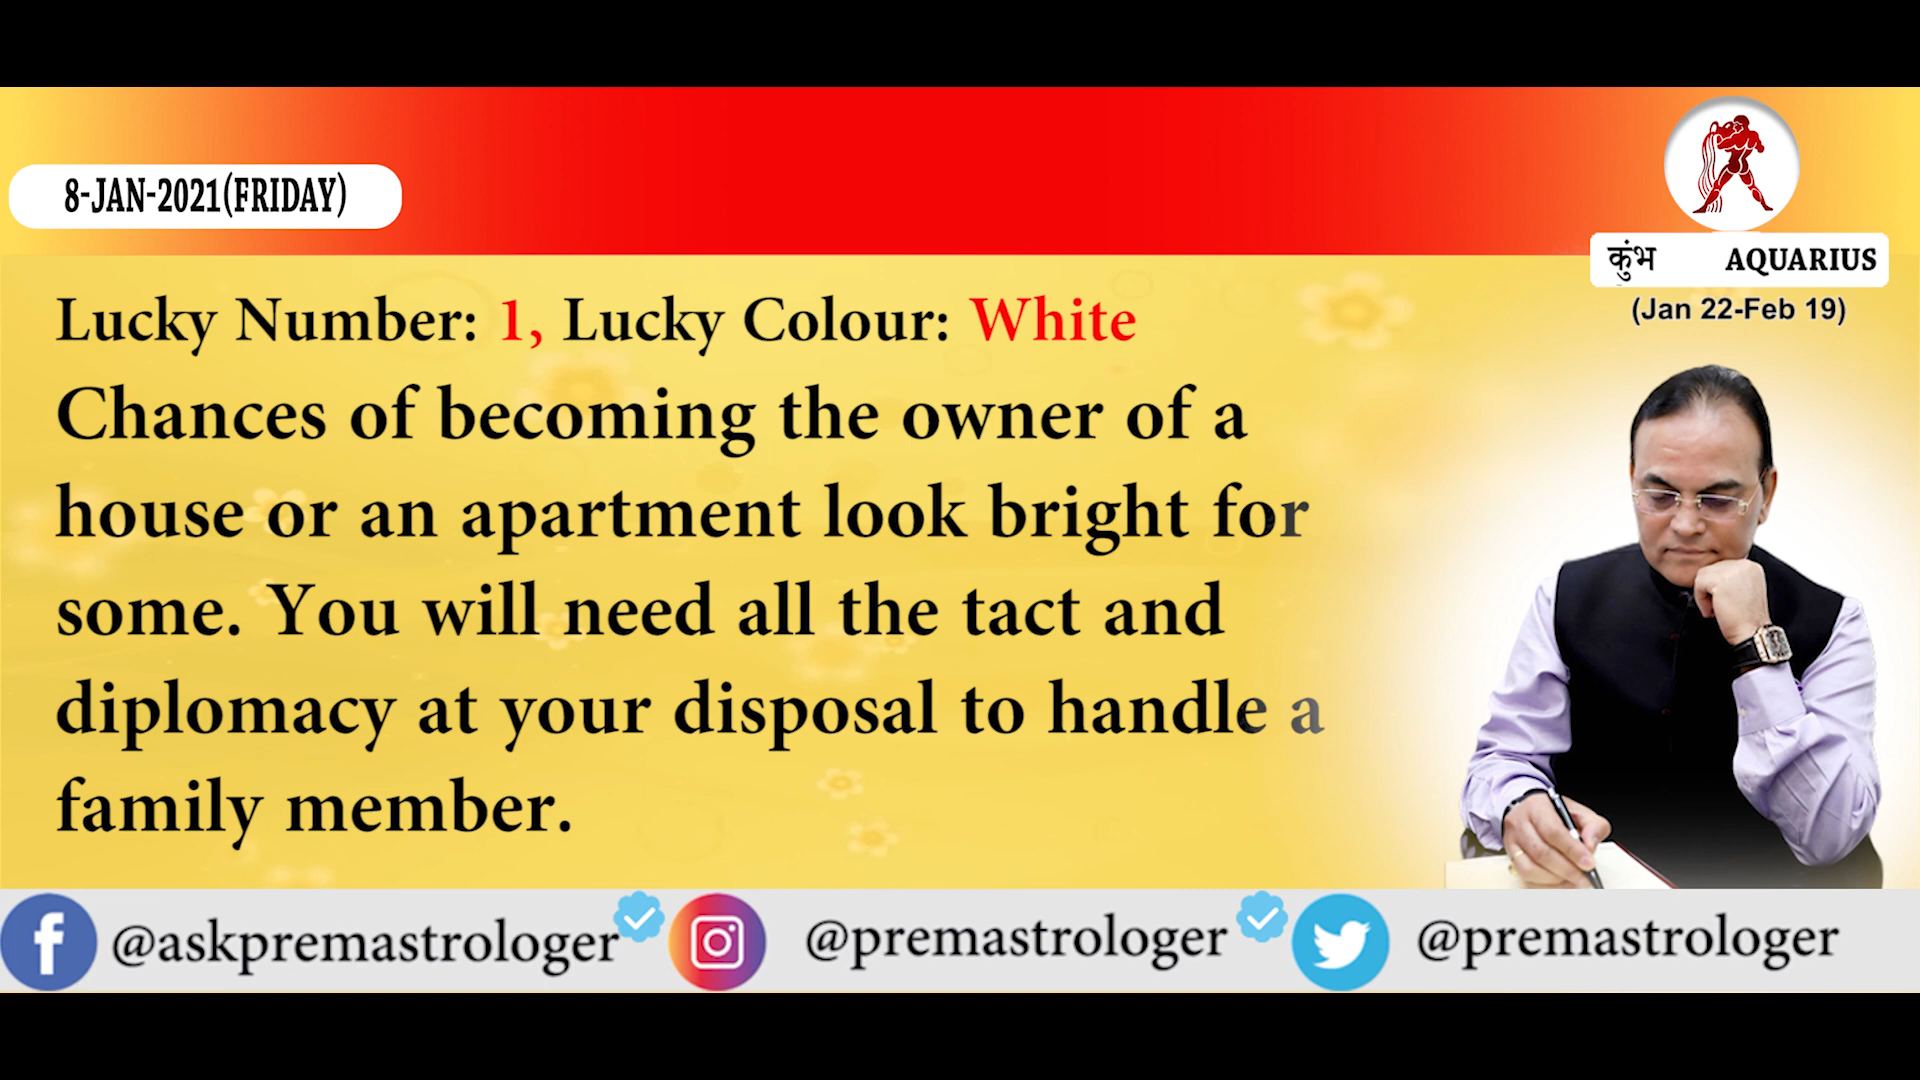 8-JAN-2021(FRIDAY)
कुंभ AQUARIUS
(Jan 22-Feb 19)
Lucky Number: 1, Lucky Colour: White
Chances of becoming the owner of a
house or an apartment look bright for
some. You will need all the tact and
diplomacy at your disposal to handle a
family member.
@askpremastrologer @premastrologer @premastrologer